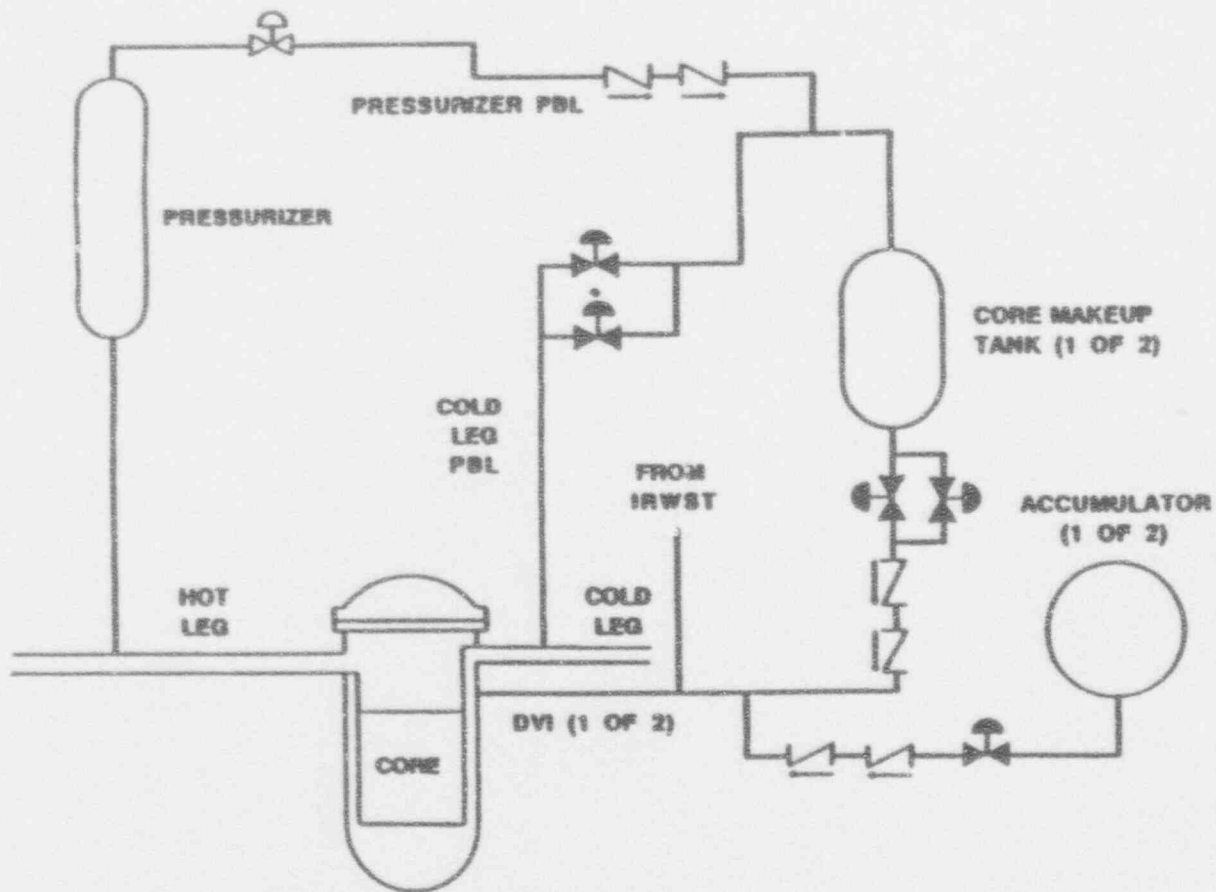 PRESSURIZER PBL
PRESSURIZER
CORE MAKEUP
TANK (1 OF 2)
COLD
LEG
PBL
FROM
IRWST
ACCUMULATOR
(1 OF 2)
HOT
LEG
COLD
LEG
DVI (1 OF 2)
CORE